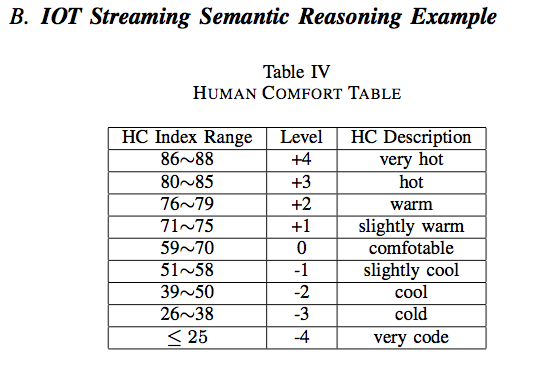 B. IOT Streaming Semantic Reasoning Example
Table IV
HUMAN COMFORT TABLE
HC Index Range Level HC Description
86~88 +4 very hot
80~85 +3 hot
76~79 +2 warm
71~75 +1 slightly warm
59~70 0 comfotable
51~58 -1 slightly cool
39~50 -2 cool
26~38 -3 cold
≤ 25 -4 very code